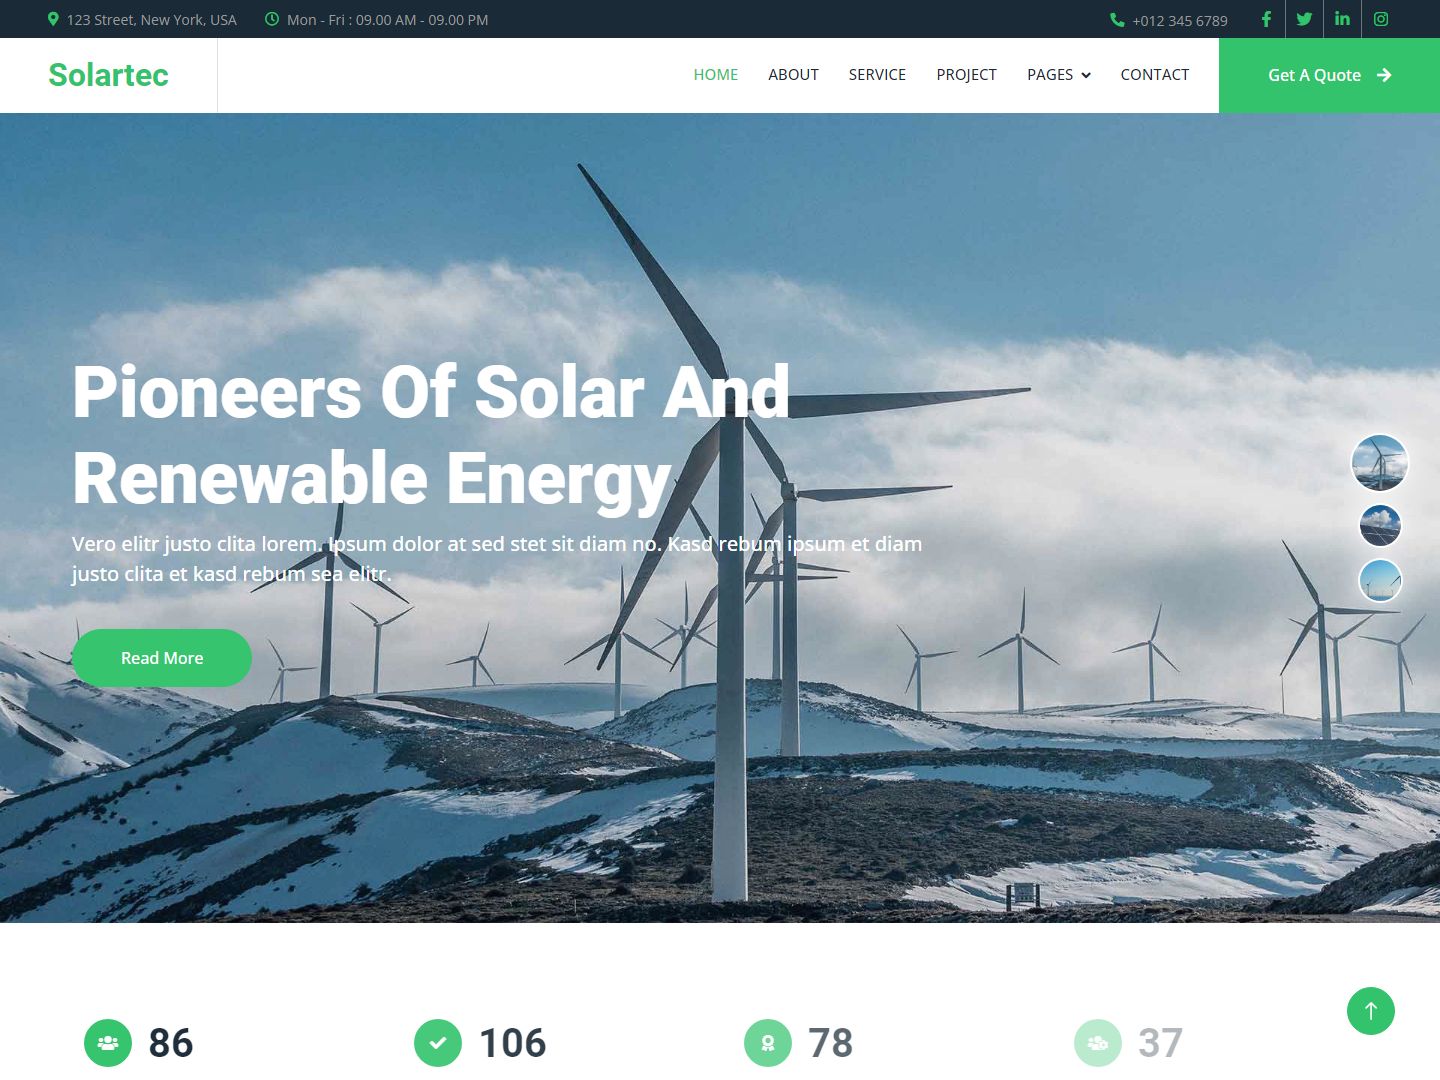 123 Street, New York, USA
Mon - Fri : 09.00 AM - 09.00 PM
+012 345 6789
Solartec
HOME
ABOUT
SERVICE
PROJECT
PAGES
CONTACT
Get A Quote
Pioneers Of Solar And
Renewable Energy
Vero elitr justo clita lorem. Ipsum dolor at sed stet sit diam no. Kasd rebum ipsum et diam
justo clita et kasd rebum sea elitr.
Read More
86
106
78
37